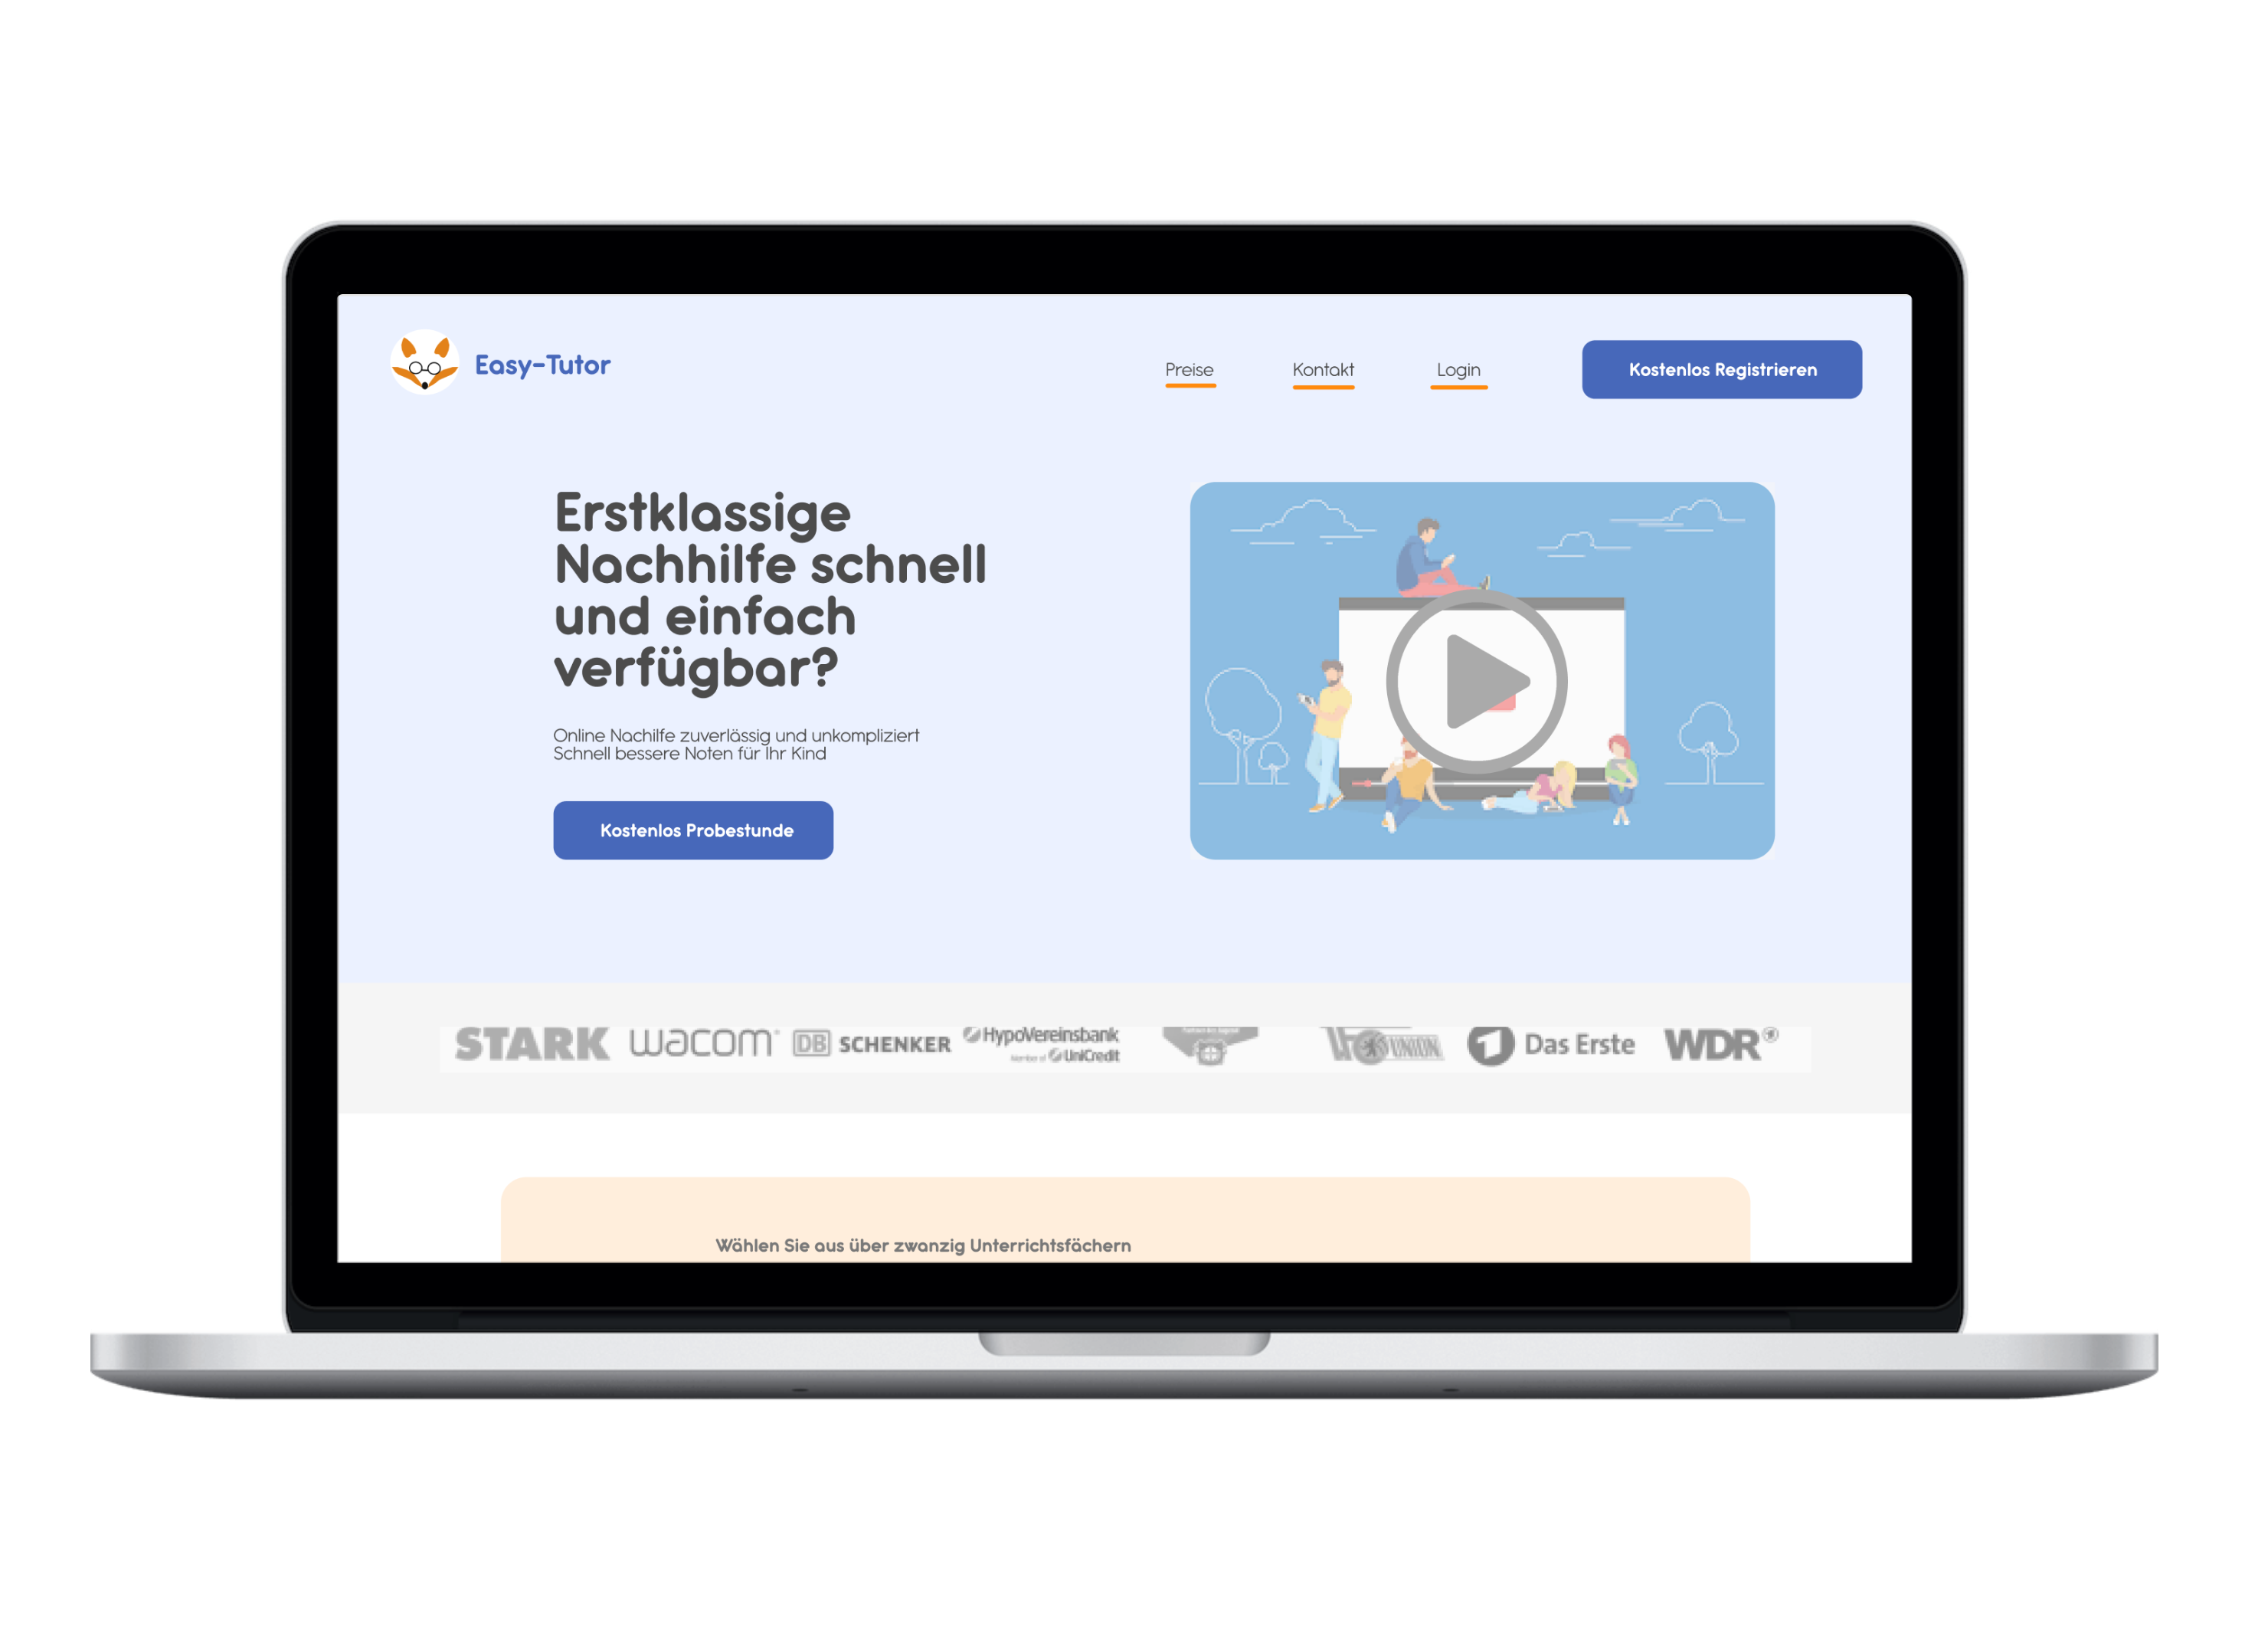 Easy-Tutor
Preise
Kontakt
Login
Kostenlos Registrieren
Erstklassige
Nachhilfe schnell
und einfach
verfügbar?
Online Nachilfe zuverlässig und unkompliziert
Schnell bessere Noten für Ihr Kind
Kostenlos Probestunde
STARK
wacom
DB SCHENKER
HypoVereinsbank
Member of UniCredit
UNION
Das Erste
WDR
Wählen Sie aus über zwanzig Unterrichtsfächern